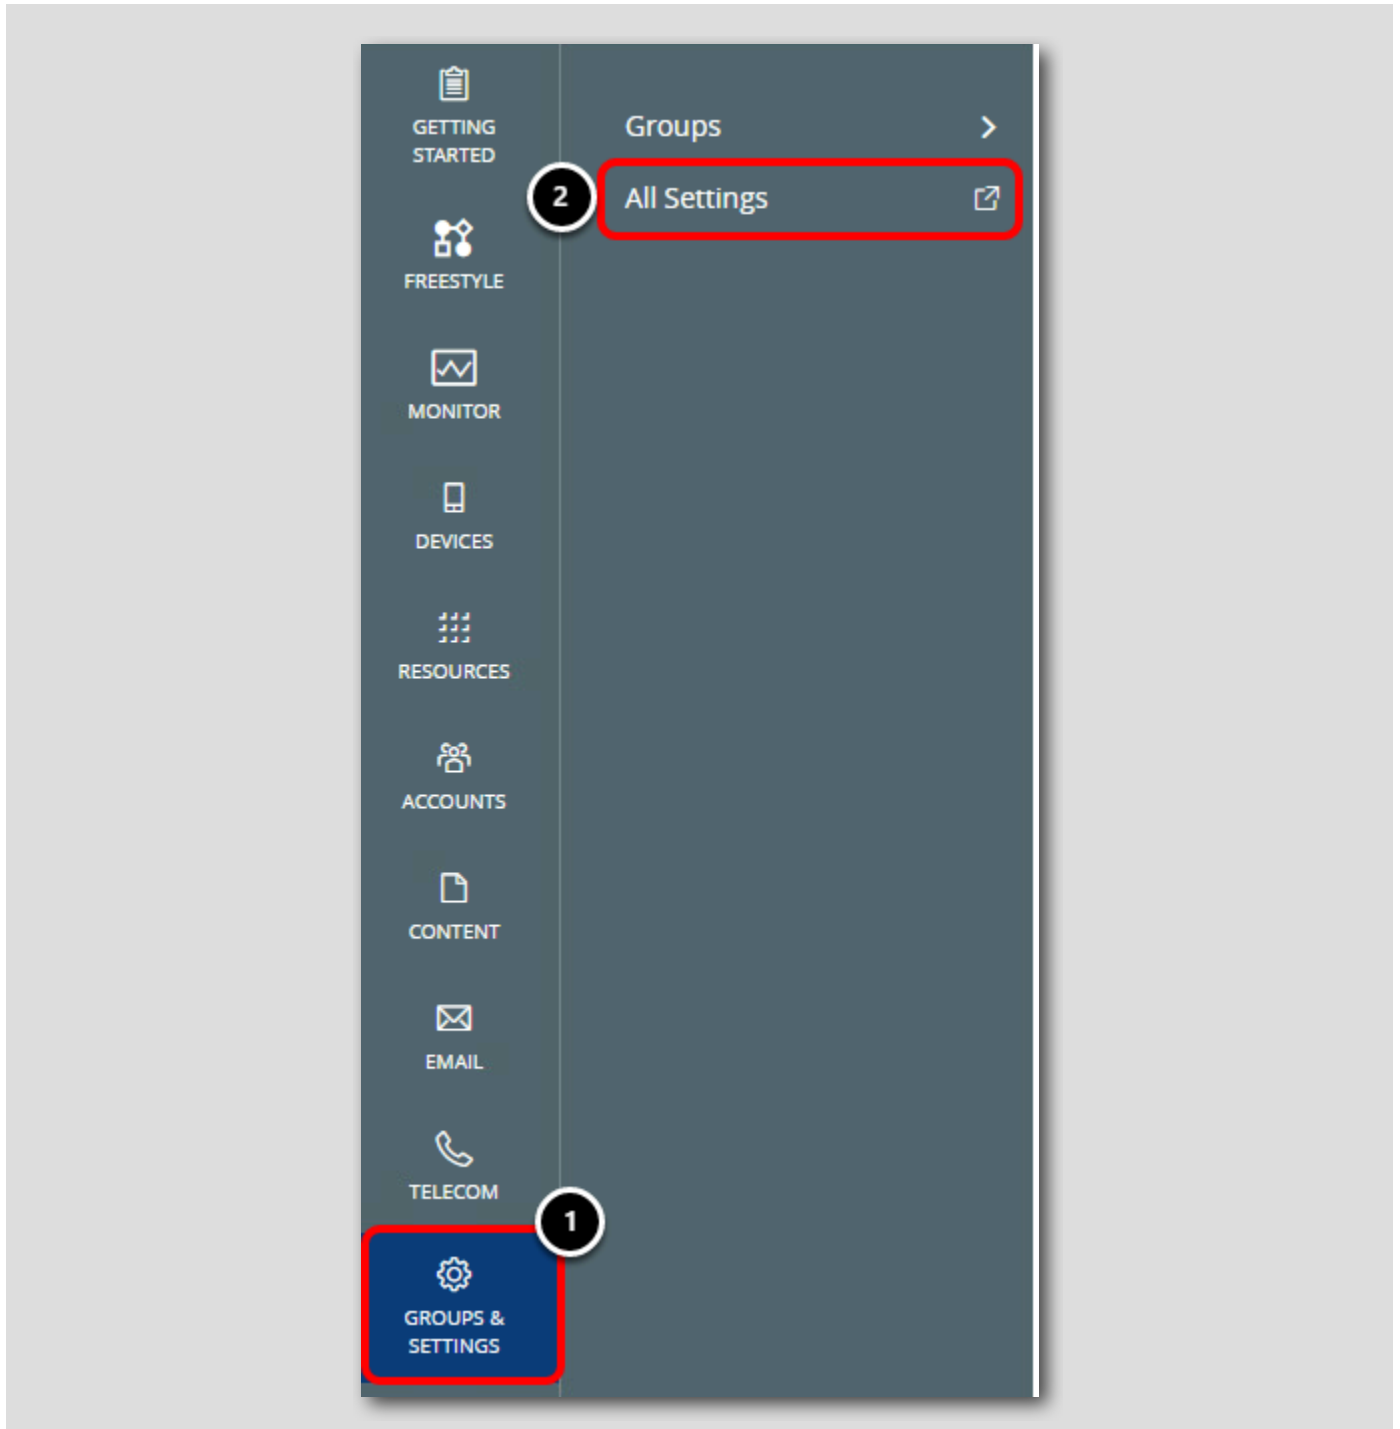 GETTING
STARTED
FREESTYLE
MONITOR
DEVICES
RESOURCES
ACCOUNTS
CONTENT
EMAIL
TELECOM
1
GROUPS &
SETTINGS
Groups
2
All Settings